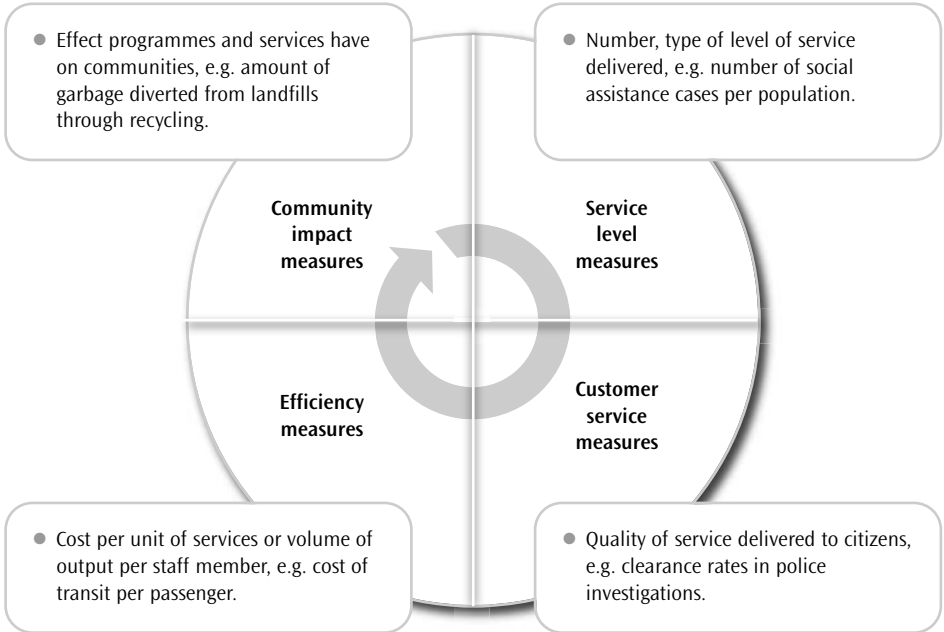 Effect programmes and services have
on communities, e.g. amount of
garbage diverted from landfills
through recycling.
Number, type of level of service
delivered, e.g. number of social
assistance cases per population.
Community
impact
measures
Service
level
measures
Efficiency
measures
Customer
service
measures
Cost per unit of services or volume of
output per staff member, e.g. cost of
transit per passenger.
Quality of service delivered to citizens,
e.g. clearance rates in police
investigations.